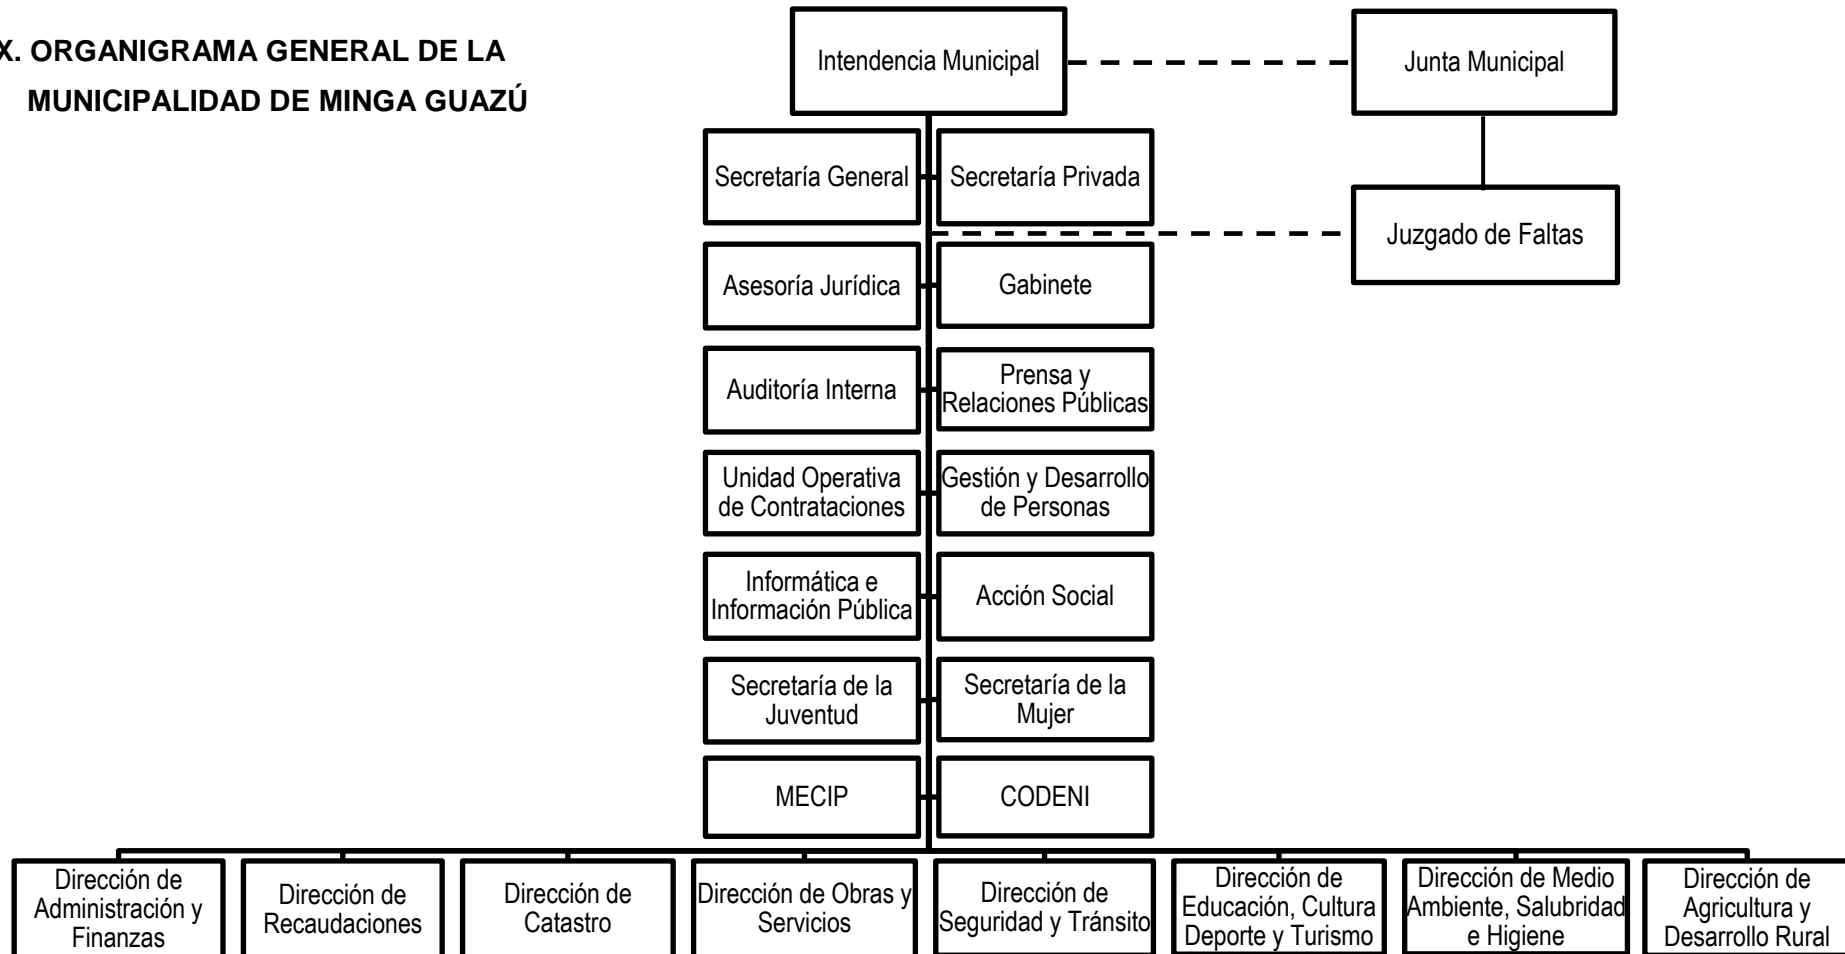 X. ORGANIGRAMA GENERAL DE LA
MUNICIPALIDAD DE MINGA GUAZÚ
Intendencia Municipal
Junta Municipal
Secretaría General
Secretaría Privada
Juzgado de Faltas
Asesoría Jurídica
Gabinete
Auditoría Interna
Prensa y
Relaciones Públicas
Unidad Operativa
de Contrataciones
Gestión y Desarrollo
de Personas
Informática e
Información Pública
Acción Social
Secretaría de la
Juventud
Secretaría de la
Mujer
MECIP
CODENI
Dirección de
Administración y
Finanzas
Dirección de
Recaudaciones
Dirección de
Catastro
Dirección de Obras y
Servicios
Dirección de
Seguridad y Tránsito
Dirección de
Educación, Cultura
Deporte y Turismo
Dirección de Medio
Ambiente, Salubridad
e Higiene
Dirección de
Agricultura y
Desarrollo Rural